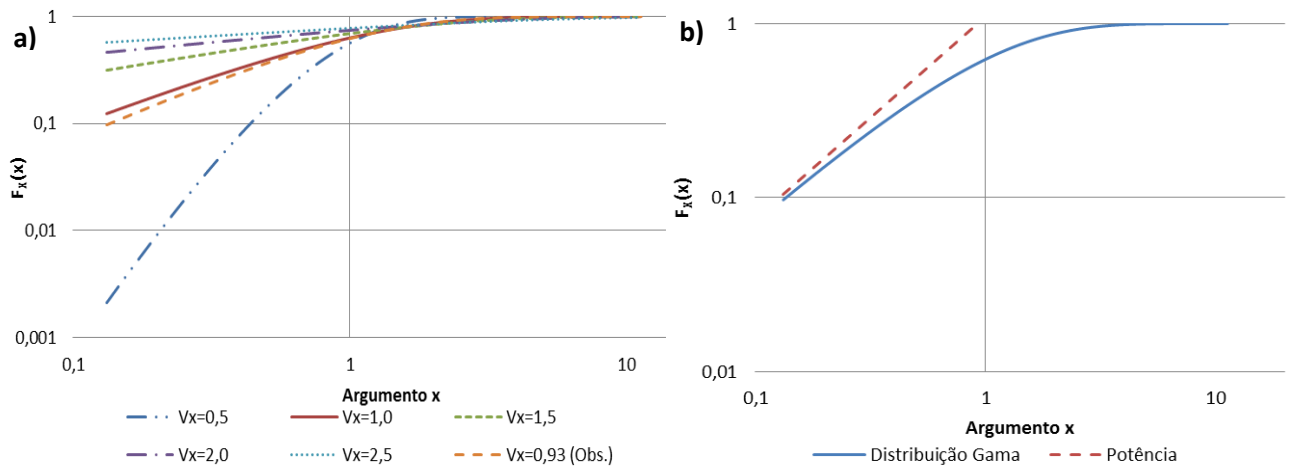 a)
1
0,1
0,01
0,001
F_X(x)
0,1
1
10
Argumento x
Vx=0,5
Vx=1,0
Vx=1,5
Vx=2,0
Vx=2,5
Vx=0,93 (Obs.)
b)
1
0,1
0,01
F_X(x)
0,1
1
10
Argumento x
Distribuição Gama
Potência